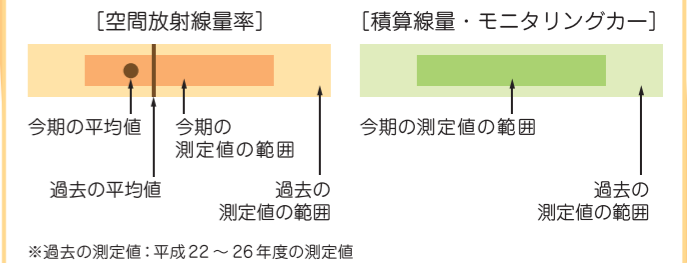 ［空間放射線量率］
［積算線量・モニタリングカー］
今期の平均値
今期の
測定値の範囲
過去の平均値
過去の
測定値の範囲
今期の測定値の範囲
過去の
測定値の範囲
※過去の測定値：平成22～26年度の測定値